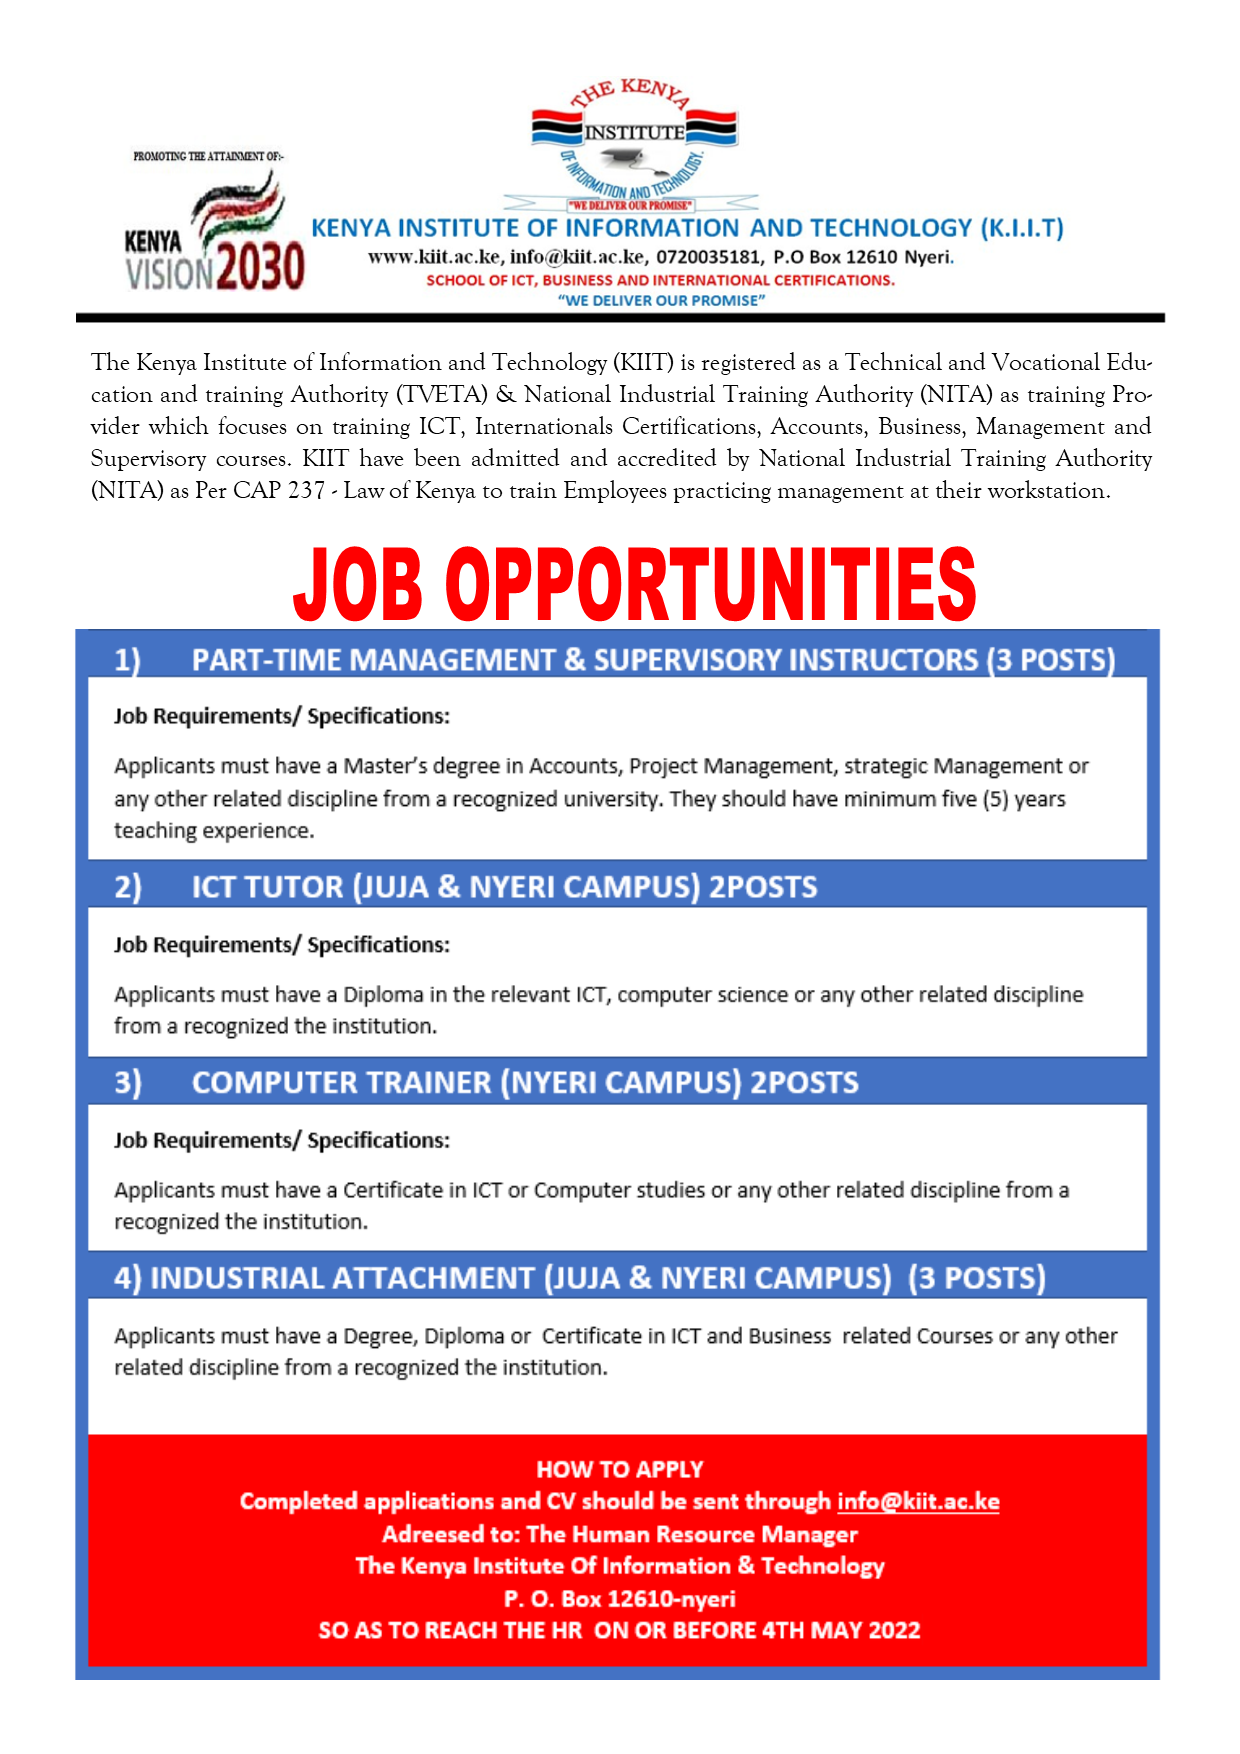 THE KENYA
INSTITUTE
OF INFORMATION AND TECHNOLOGY.
"WE DELIVER OUR PROMISE"
PROMOTING THE ATTAINMENT OF:-
KENYA
VISION 2030
KENYA INSTITUTE OF INFORMATION AND TECHNOLOGY (K.I.I.T)
www.kiit.ac.ke, info@kiit.ac.ke, 0720035181, P.O Box 12610 Nyeri.
SCHOOL OF ICT, BUSINESS AND INTERNATIONAL CERTIFICATIONS.
“WE DELIVER OUR PROMISE”
The Kenya Institute of Information and Technology (KIIT) is registered as a Technical and Vocational Edu-
cation and training Authority (TVETA) & National Industrial Training Authority (NITA) as training Pro-
vider which focuses on training ICT, Internationals Certifications, Accounts, Business, Management and
Supervisory courses. KIIT have been admitted and accredited by National Industrial Training Authority
(NITA) as Per CAP 237 - Law of Kenya to train Employees practicing management at their workstation.
JOB OPPORTUNITIES
1) PART-TIME MANAGEMENT & SUPERVISORY INSTRUCTORS (3 POSTS)
Job Requirements/ Specifications:
Applicants must have a Master’s degree in Accounts, Project Management, strategic Management or
any other related discipline from a recognized university. They should have minimum five (5) years
teaching experience.
2) ICT TUTOR (JUJA & NYERI CAMPUS) 2POSTS
Job Requirements/ Specifications:
Applicants must have a Diploma in the relevant ICT, computer science or any other related discipline
from a recognized the institution.
3) COMPUTER TRAINER (NYERI CAMPUS) 2POSTS
Job Requirements/ Specifications:
Applicants must have a Certificate in ICT or Computer studies or any other related discipline from a
recognized the institution.
4) INDUSTRIAL ATTACHMENT (JUJA & NYERI CAMPUS) (3 POSTS)
Applicants must have a Degree, Diploma or Certificate in ICT and Business related Courses or any other
related discipline from a recognized the institution.
HOW TO APPLY
Completed applications and CV should be sent through info@kiit.ac.ke
Adreesed to: The Human Resource Manager
The Kenya Institute Of Information & Technology
P. O. Box 12610-nyeri
SO AS TO REACH THE HR ON OR BEFORE 4TH MAY 2022